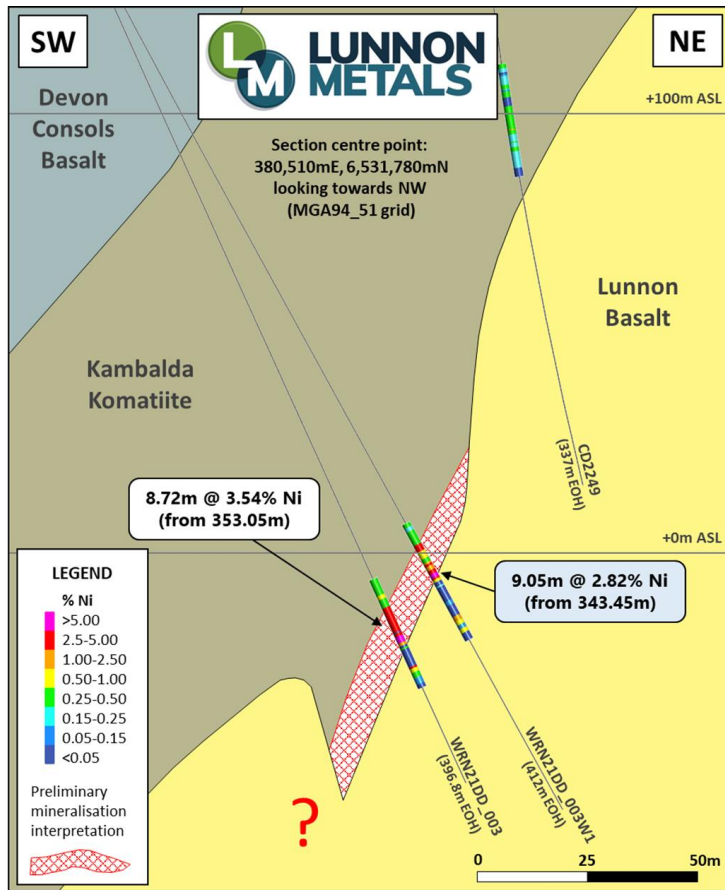 SW
LM LUNNON
METALS
NE
Devon
Consols
Basalt
+100m ASL
Section centre point:
380,510mE, 6,531,780mN
looking towards NW
(MGA94_51 grid)
Lunnon
Basalt
Kambalda
Komatiite
CD2249
(337m EOH)
8.72m @ 3.54% Ni
(from 353.05m)
+0m ASL
9.05m @ 2.82% Ni
(from 343.45m)
LEGEND
% Ni
>5.00
2.5-5.00
1.00-2.50
0.50-1.00
0.25-0.50
0.15-0.25
0.05-0.15
<0.05
Preliminary
mineralisation
interpretation
?
WRN21DD_003
(396.8m EOH)
WRN21DD_003W1
(412m EOH)
0 25 50m